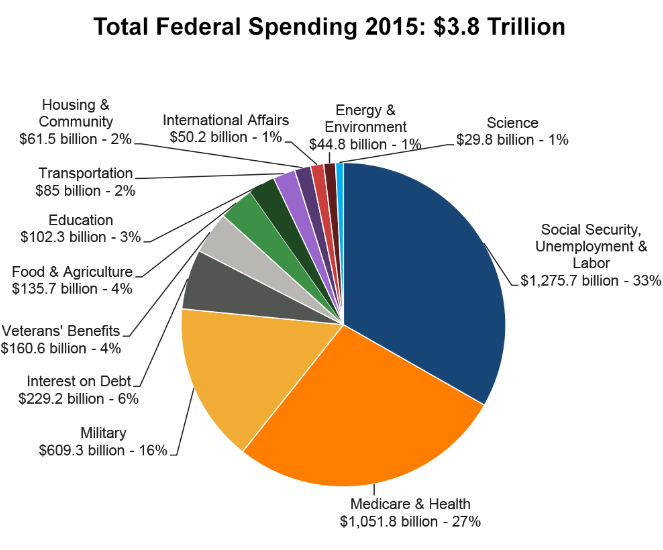 Total Federal Spending 2015: $3.8 Trillion
Housing &
Community
$61.5 billion - 2%
International Affairs
$50.2 billion - 1%
Energy &
Environment
$44.8 billion - 1%
Science
$29.8 billion - 1%
Transportation
$85 billion - 2%
Education
$102.3 billion - 3%
Food & Agriculture
$135.7 billion - 4%
Veterans' Benefits
$160.6 billion - 4%
Interest on Debt
$229.2 billion - 6%
Military
$609.3 billion - 16%
Social Security,
Unemployment &
Labor
$1,275.7 billion - 33%
Medicare & Health
$1,051.8 billion - 27%